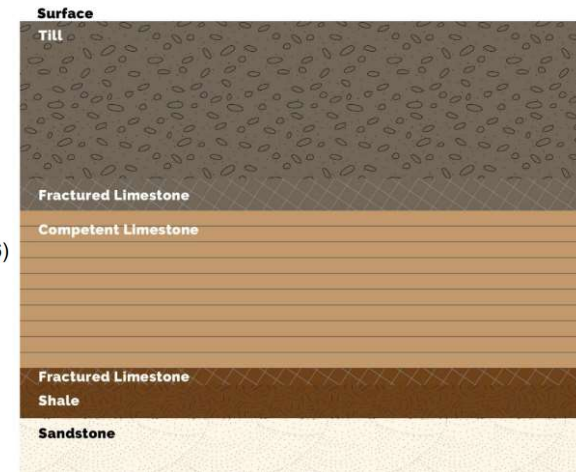 Surface
Till
Fractured Limestone
Competent Limestone
Fractured Limestone
Shale
Sandstone